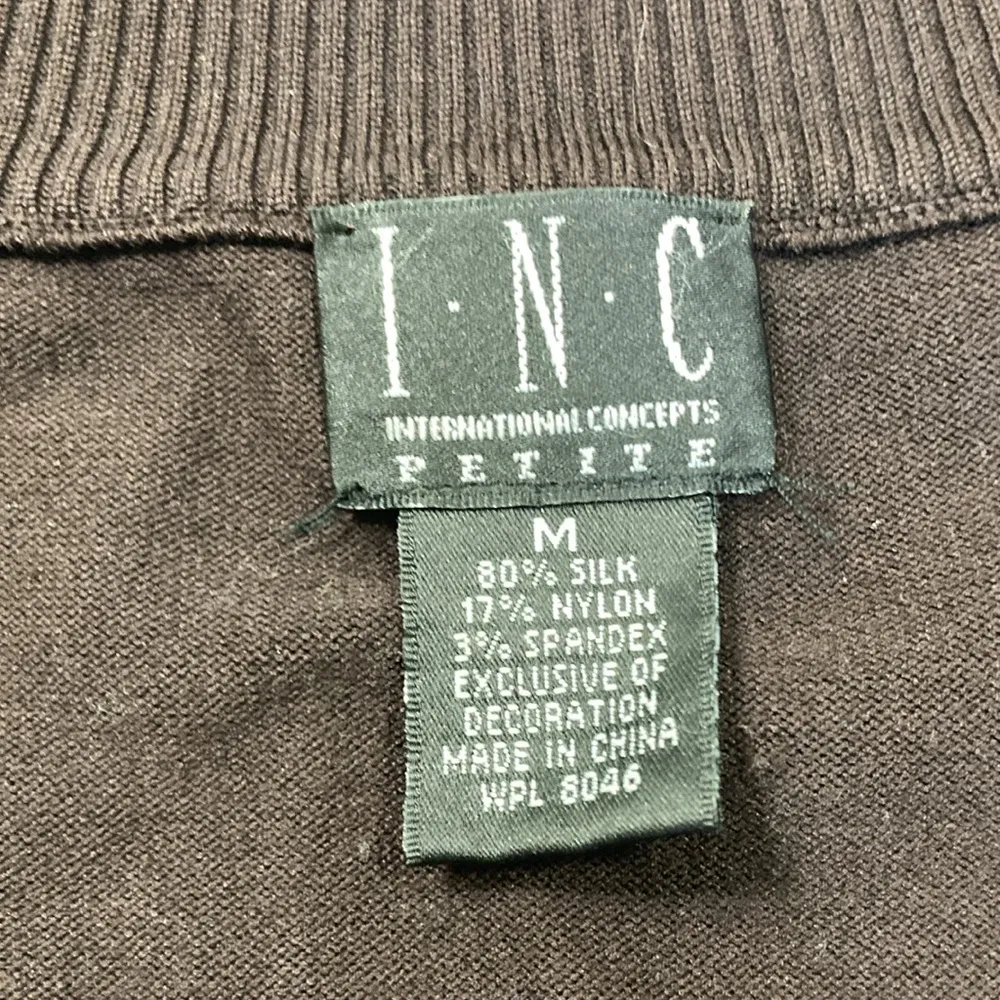 I·N·C
INTERNATIONAL CONCEPTS
PETITE
M
80% SILK
17% NYLON
3% SPANDEX
EXCLUSIVE OF
DECORATION
MADE IN CHINA
WPL 8046